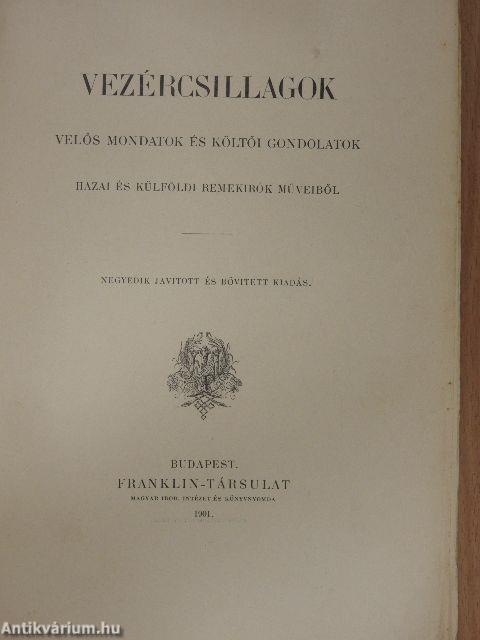 VEZÉRCSILLAGOK
VELŐS MONDATOK ÉS KÖLTŐI GONDOLATOK
HAZAI ÉS KÜLFÖLDI REMEKIRÓK MŰVEIBŐL
NEGYEDIK JAVITOTT ÉS BŐVITETT KIADÁS.
BUDAPEST.
FRANKLIN-TÁRSULAT
MAGYAR IROD. INTÉZET ÉS KÖNYVNYOMDA
1901.
Antikvárium.hu